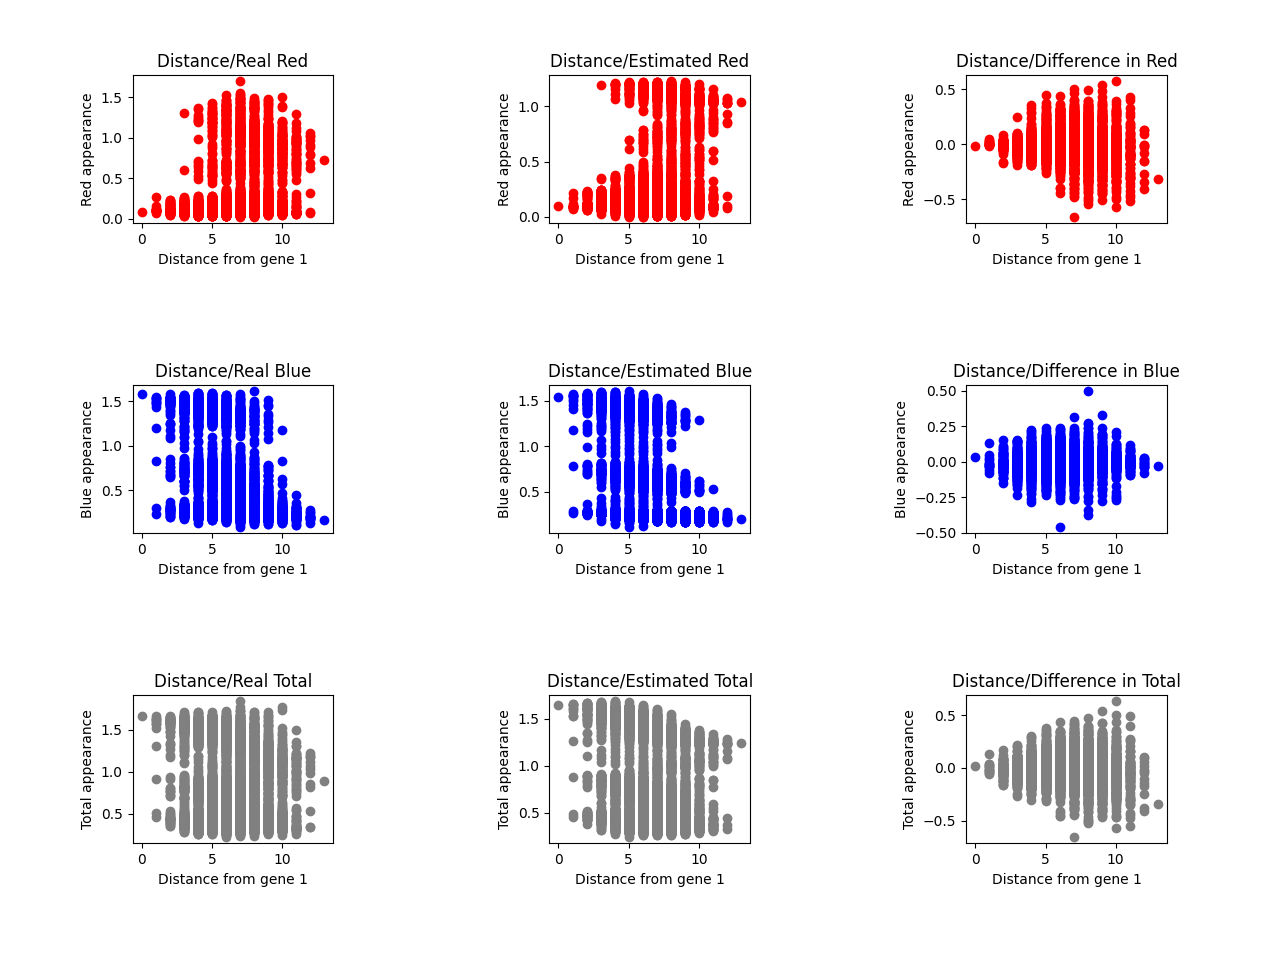 Distance/Real Red
Distance/Estimated Red
Distance/Difference in Red
Red appearance
1.5
1.0
0.5
0.0
0
5
10
Distance from gene 1
Red appearance
1.0
0.5
0.0
0
5
10
Distance from gene 1
Red appearance
0.5
0.0
−0.5
0
5
10
Distance from gene 1
Distance/Real Blue
Distance/Estimated Blue
Distance/Difference in Blue
Blue appearance
1.5
1.0
0.5
0
5
10
Distance from gene 1
Blue appearance
1.5
1.0
0.5
0
5
10
Distance from gene 1
Blue appearance
0.50
0.25
0.00
−0.25
−0.50
0
5
10
Distance from gene 1
Distance/Real Total
Distance/Estimated Total
Distance/Difference in Total
Total appearance
1.5
1.0
0.5
0
5
10
Distance from gene 1
Total appearance
1.5
1.0
0.5
0
5
10
Distance from gene 1
Total appearance
0.5
0.0
−0.5
0
5
10
Distance from gene 1